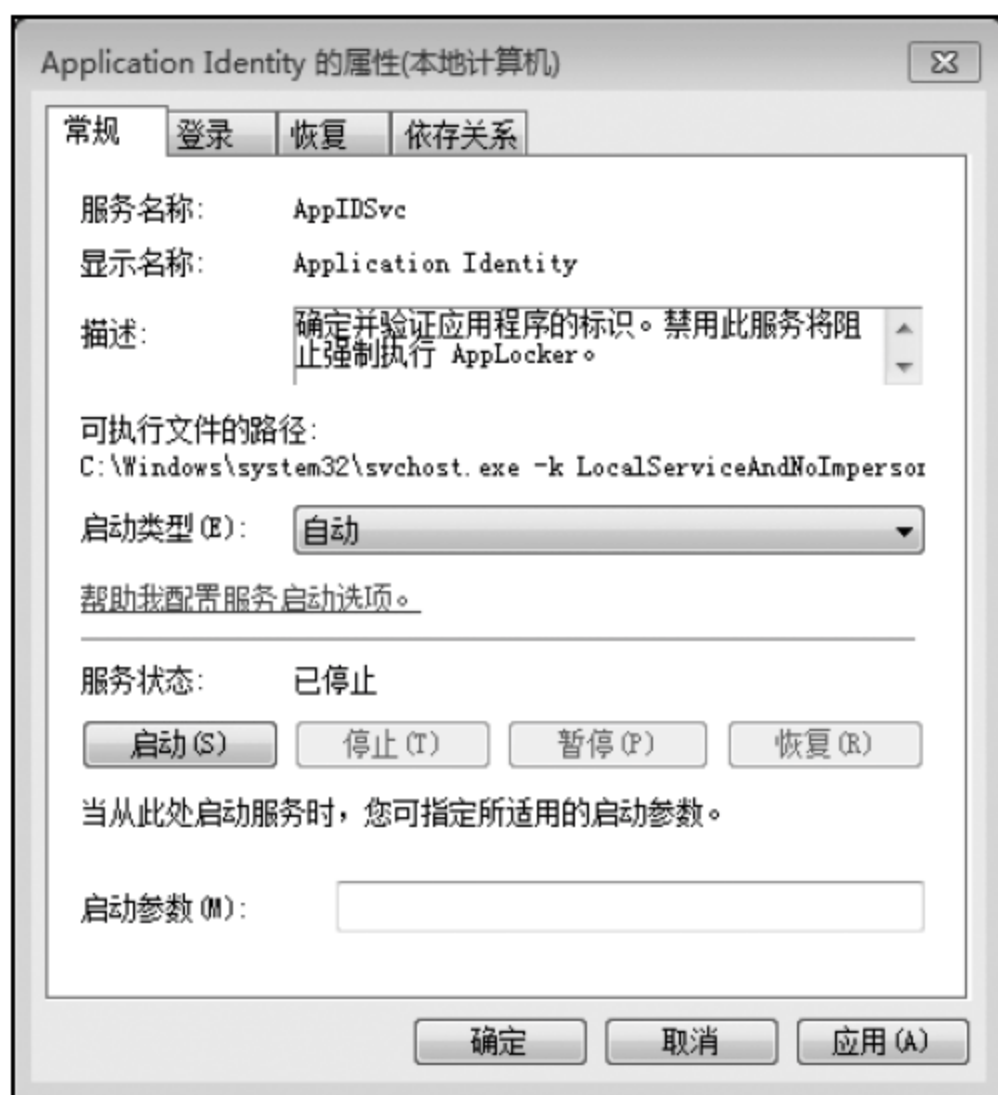 Application Identity 的属性(本地计算机)
常规 登录 恢复 依存关系
服务名称: AppIDSvc
显示名称: Application Identity
描述: 确定并验证应用程序的标识。禁用此服务将阻
止强制执行 AppLocker。
可执行文件的路径:
C:\Windows\system32\svchost.exe -k LocalServiceAndNoImperson
启动类型(E): 自动
帮助我配置服务启动选项。
服务状态: 已停止
启动(S) 停止(T) 暂停(P) 恢复(R)
当从此处启动服务时，您可指定所适用的启动参数。
启动参数(M):
确定 取消 应用(A)